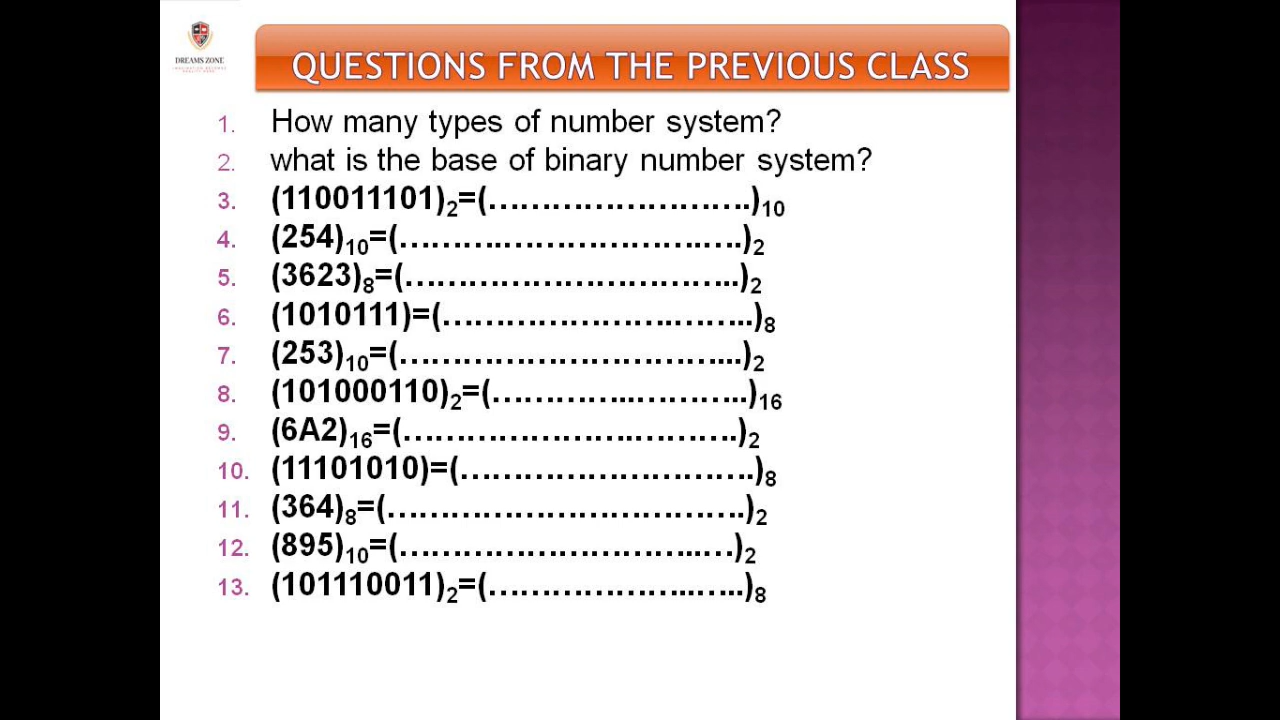 DREAMS ZONE
QUESTIONS FROM THE PREVIOUS CLASS
1. How many types of number system?
2. what is the base of binary number system?
3. (110011101)2=(…………………….)10
4. (254)10=(……….……………….….)2
5. (3623)8=(…………………………..)2
6. (1010111)=(………………….……..)8
7. (253)10=(…………………………...)2
8. (101000110)2=(…………..………..)16
9. (6A2)16=(………………….……….)2
10. (11101010)=(……………………….)8
11. (364)8=(…………………………….)2
12. (895)10=(………………………..…)2
13. (101110011)2=(………………..…..)8